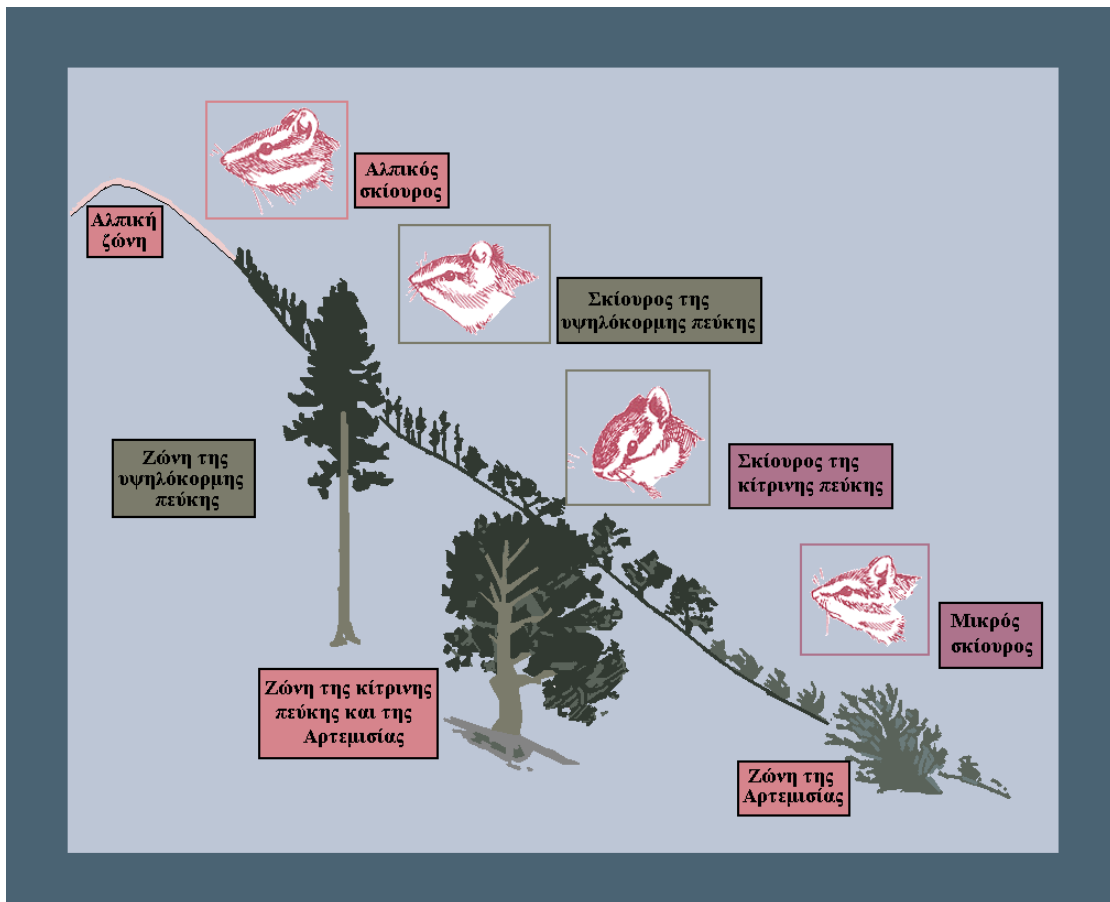 Αλπικός
σκίουρος
Αλπική
ζώνη
Σκίουρος της
υψηλόκορμης πεύκης
Ζώνη της
υψηλόκορμης
πεύκης
Σκίουρος της
κίτρινης πεύκης
Μικρός
σκίουρος
Ζώνη της κίτρινης
πεύκης και της
Αρτεμισίας
Ζώνη της
Αρτεμισίας